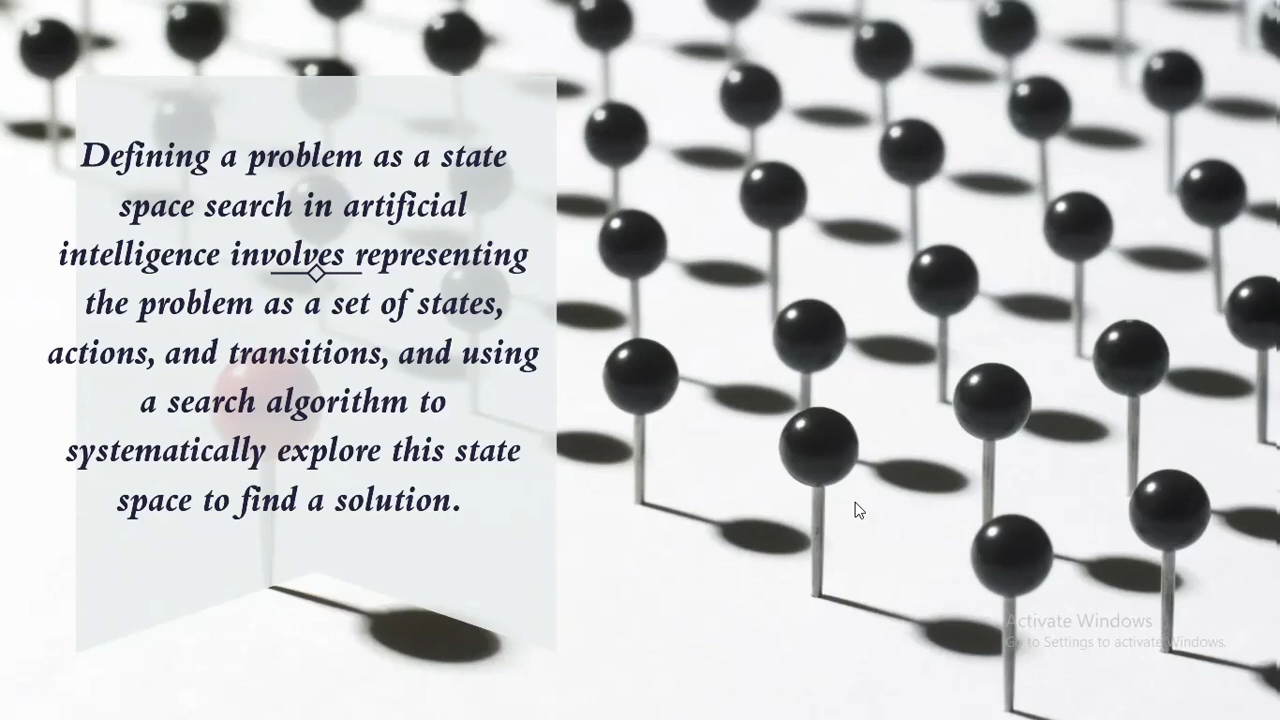 Defining a problem as a state
space search in artificial
intelligence involves representing
the problem as a set of states,
actions, and transitions, and using
a search algorithm to
systematically explore this state
space to find a solution.
Activate Windows
Go to Settings to activate Windows.